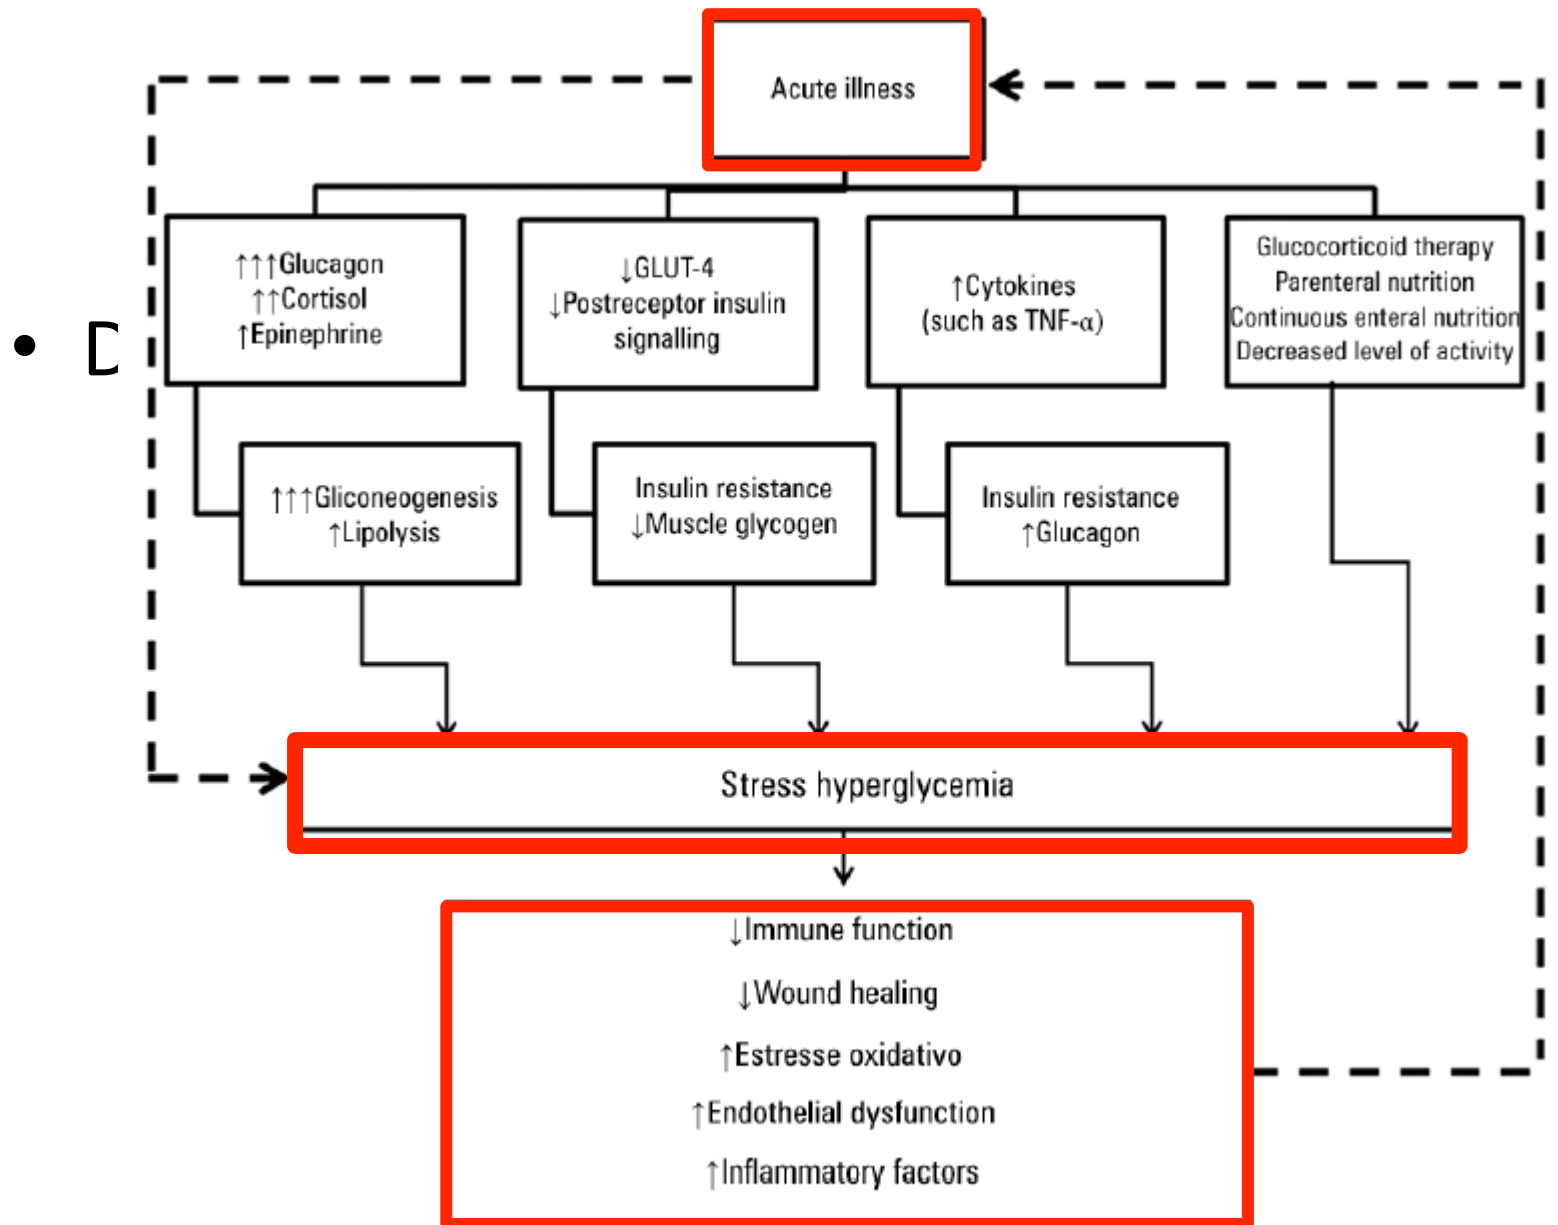 Acute illness
↑↑↑Glucagon
↑↑Cortisol
↑Epinephrine
↓GLUT-4
↓Postreceptor insulin
signalling
↑Cytokines
(such as TNF-α)
Glucocorticoid therapy
Parenteral nutrition
Continuous enteral nutrition
Decreased level of activity
• D
↑↑↑Gliconeogenesis
↑Lipolysis
Insulin resistance
↓Muscle glycogen
Insulin resistance
↑Glucagon
Stress hyperglycemia
↓Immune function
↓Wound healing
↑Estresse oxidativo
↑Endothelial dysfunction
↑Inflammatory factors